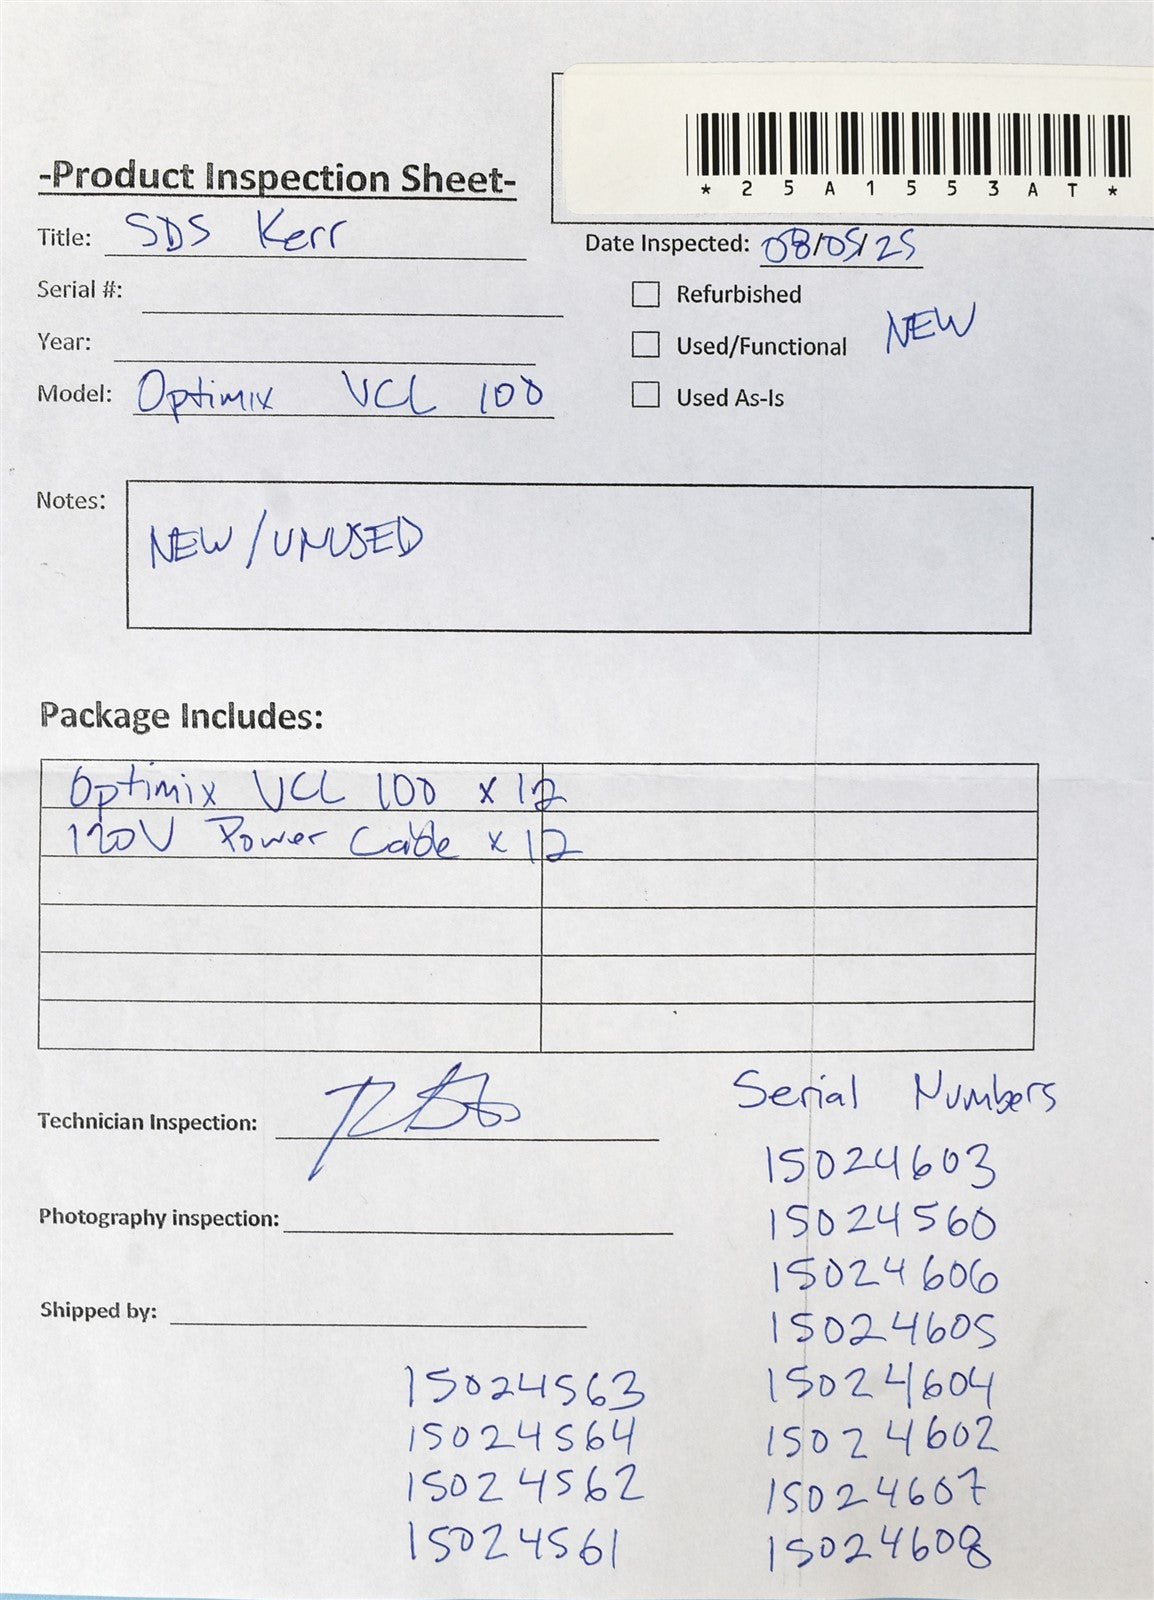 *25A1553AT*
-Product Inspection Sheet-
Title: SDS Kerr
Date Inspected: 08/05/25
Serial #:
Refurbished
Year:
Used/Functional NEW
Model: Optimix VCL 100
Used As-Is
Notes:
NEW/UNUSED
Package Includes:
Optimix VCL 100 x 12
120V Power Cable x 12
Technician Inspection:
Photography inspection:
Shipped by:
Serial Numbers
15024603
15024560
15024606
15024605
15024604
15024602
15024607
15024608
15024563
15024564
15024562
15024561